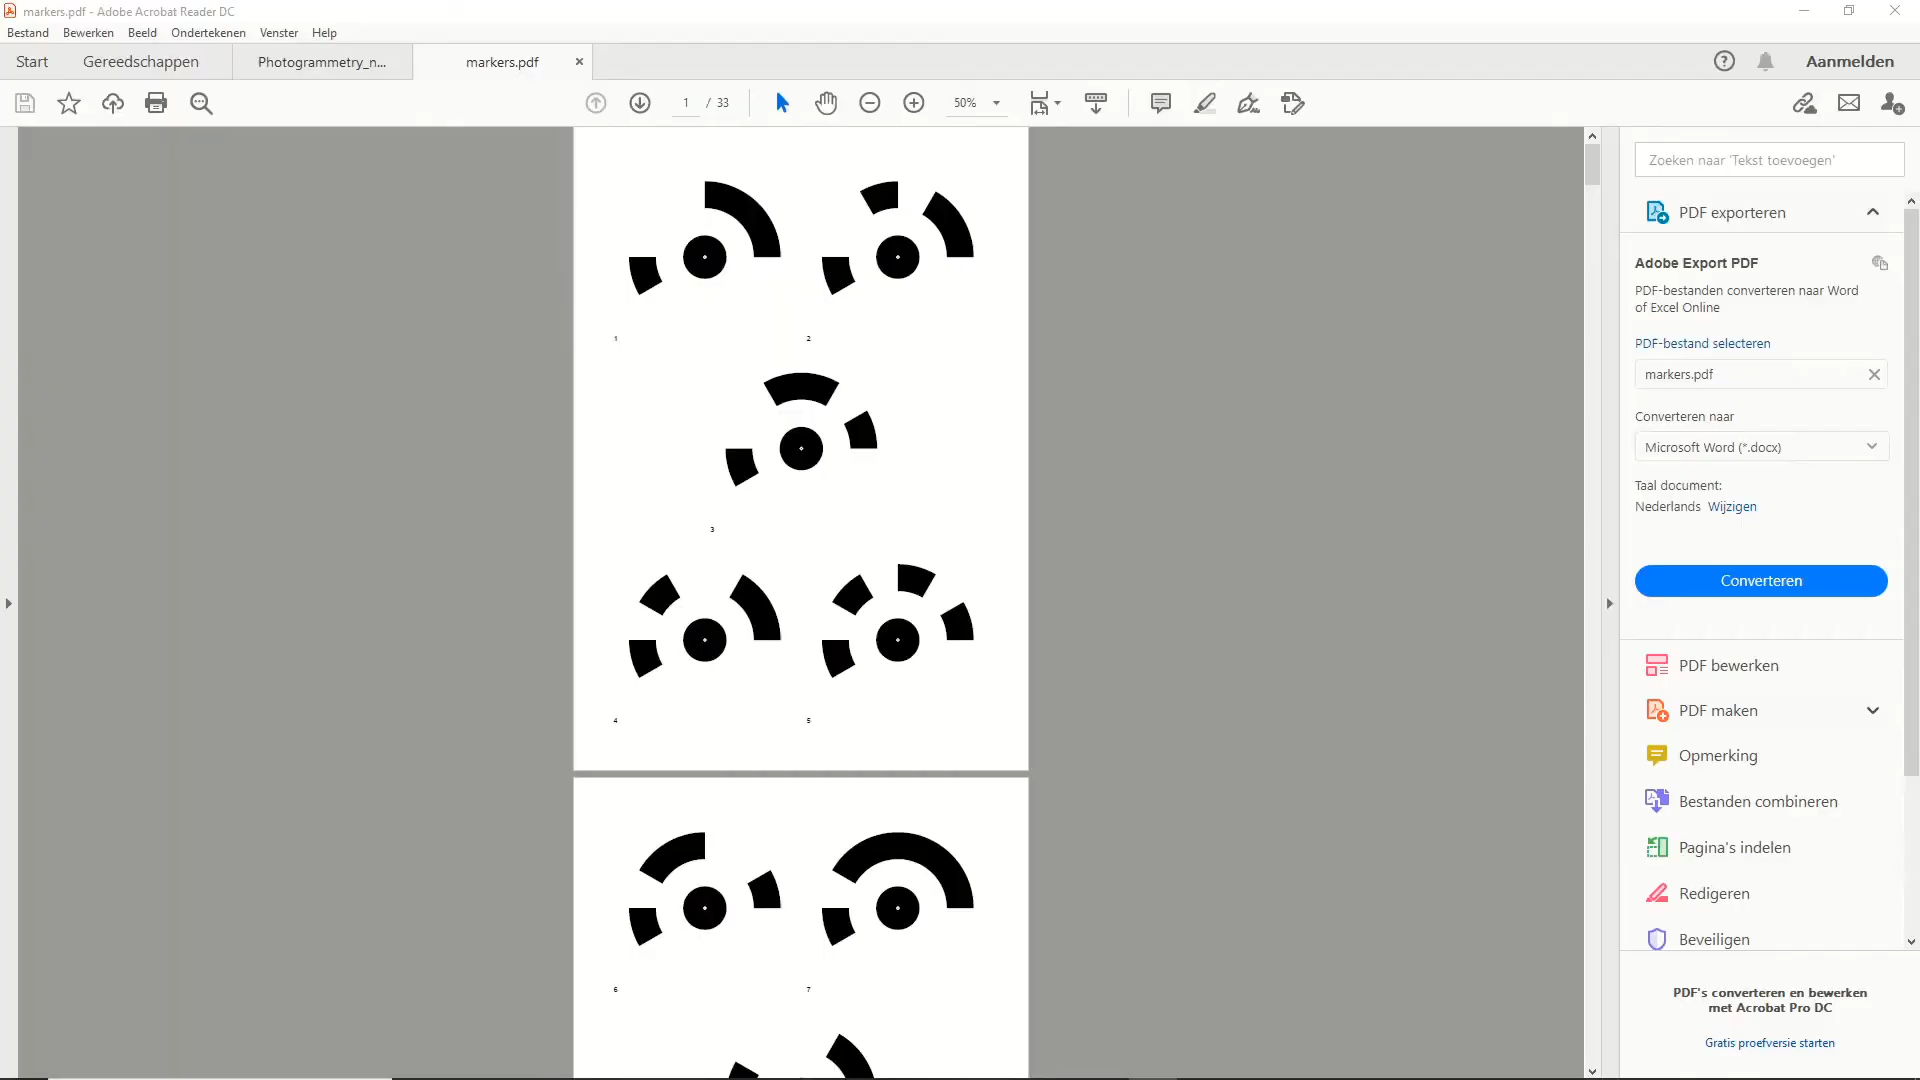 markers.pdf - Adobe Acrobat Reader DC
Bestand Bewerken Beeld Ondertekenen Venster Help
Start Gereedschappen Photogrammetry_n... markers.pdf × Aanmelden
1 / 33 50%
Zoeken naar 'Tekst toevoegen'
PDF exporteren
Adobe Export PDF
PDF-bestanden converteren naar Word
of Excel Online
PDF-bestand selecteren
markers.pdf
Converteren naar
Microsoft Word (*.docx)
Taal document:
Nederlands Wijzigen
Converteren
PDF bewerken
PDF maken
Opmerking
Bestanden combineren
Pagina's indelen
Redigeren
Beveiligen
PDF's converteren en bewerken
met Acrobat Pro DC
Gratis proefversie starten
1 2
3
4 5
6 7